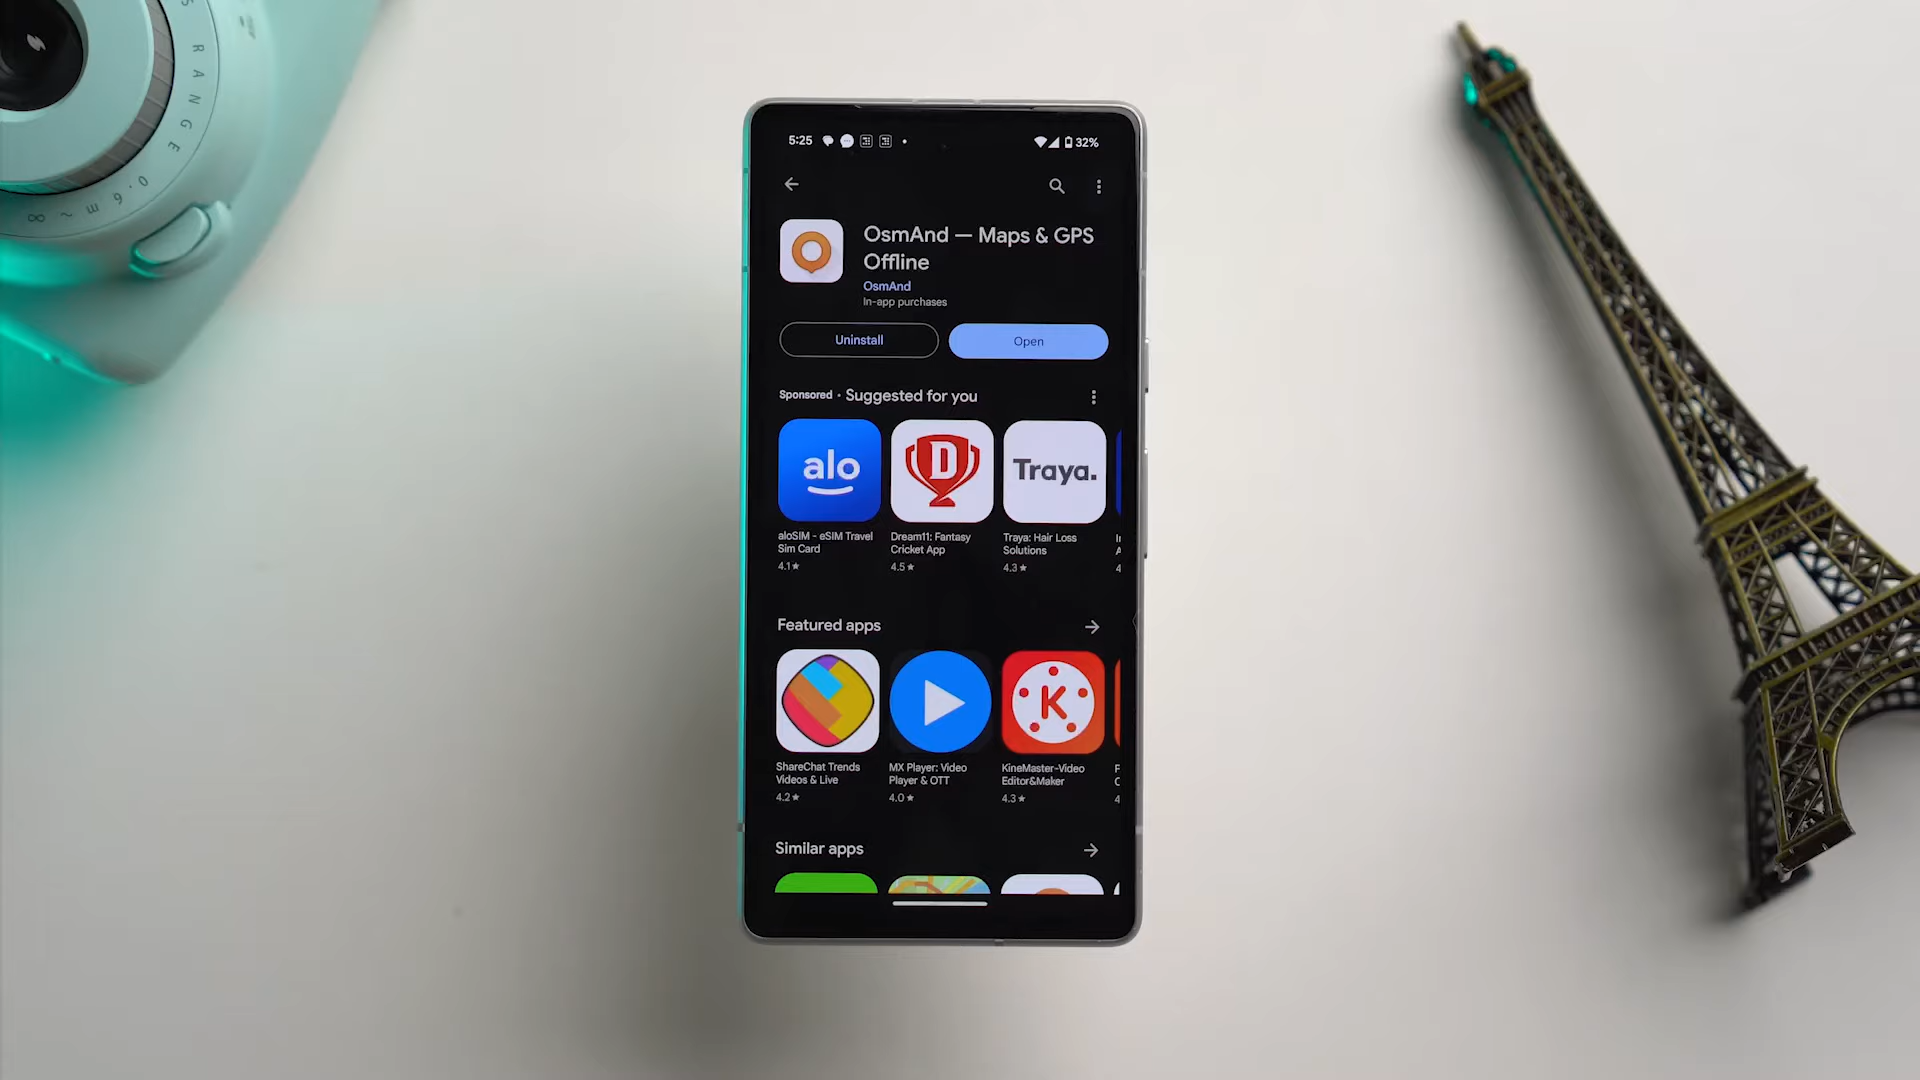 RANGE
0.6m ~ ∞
5:25
32%
OsmAnd — Maps & GPS
Offline
OsmAnd
In-app purchases
Uninstall
Open
Sponsored · Suggested for you
alo
D
Traya.
aloSIM - eSIM Travel
Sim Card
4.1★
Dream11: Fantasy
Cricket App
4.5★
Traya: Hair Loss
Solutions
4.3★
Featured apps
K
ShareChat Trends
Videos & Live
4.2★
MX Player: Video
Player & OTT
4.0★
KineMaster-Video
Editor&Maker
4.3★
Similar apps